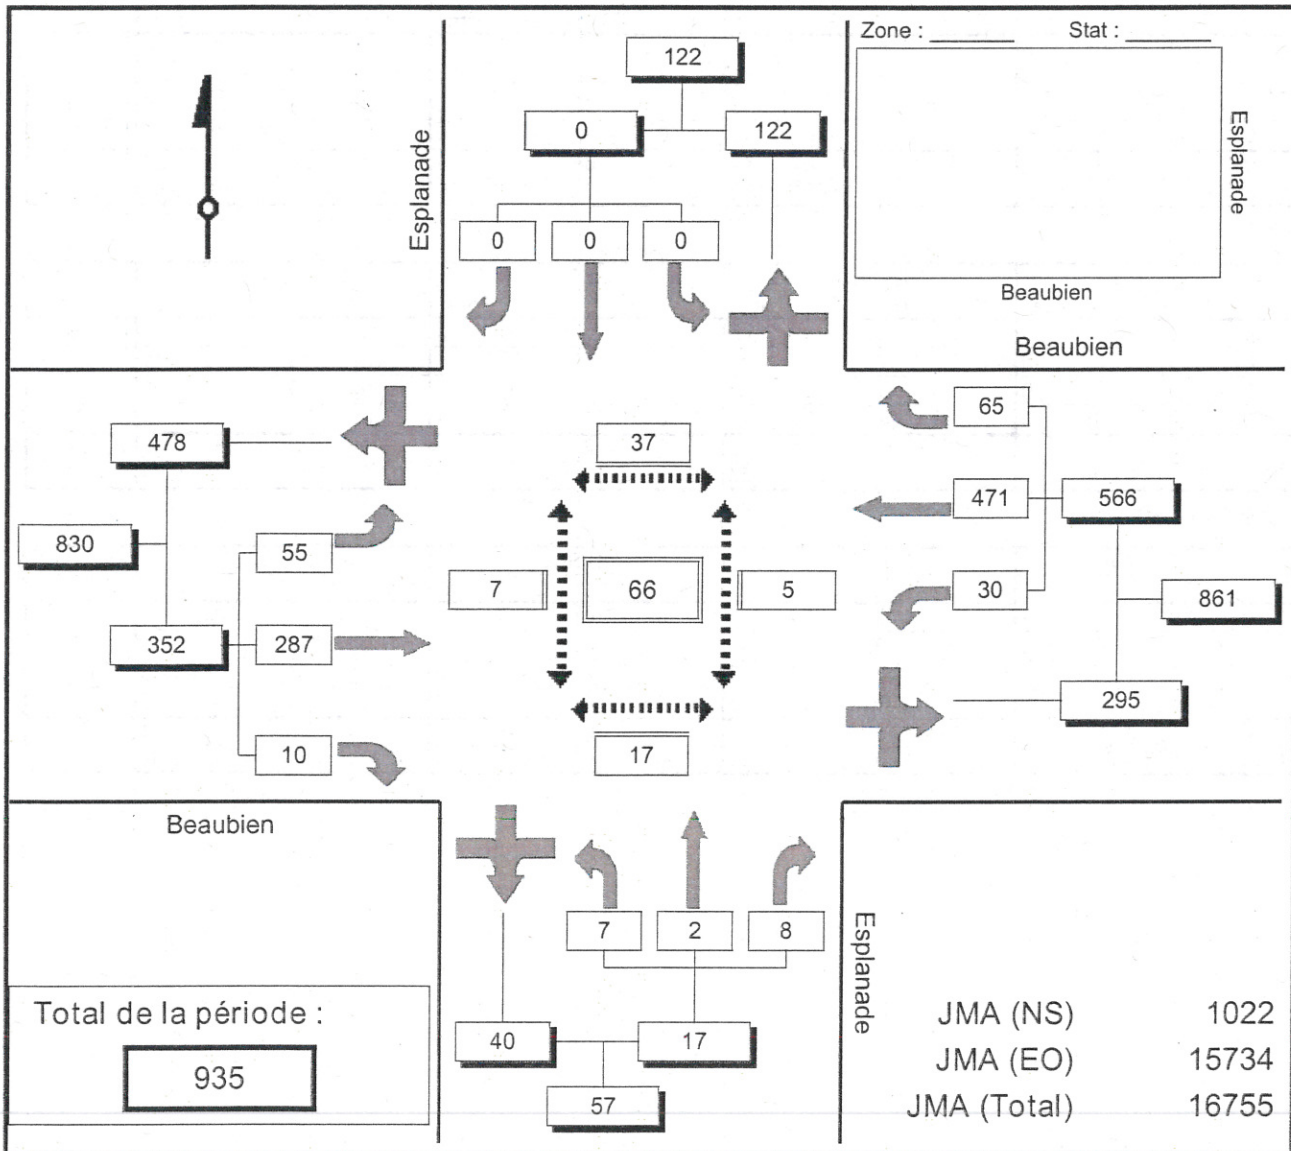 Zone : ________ Stat : ________
122
0 122
Esplanade
Esplanade
0 0 0
Beaubien
Beaubien
65
478
37
471 566
830
55
7 66 5
30 861
352 287
295
10
17
Beaubien
7 2 8
Esplanade
Total de la période :
935
40 17
57
JMA (NS) 1022
JMA (EO) 15734
JMA (Total) 16755